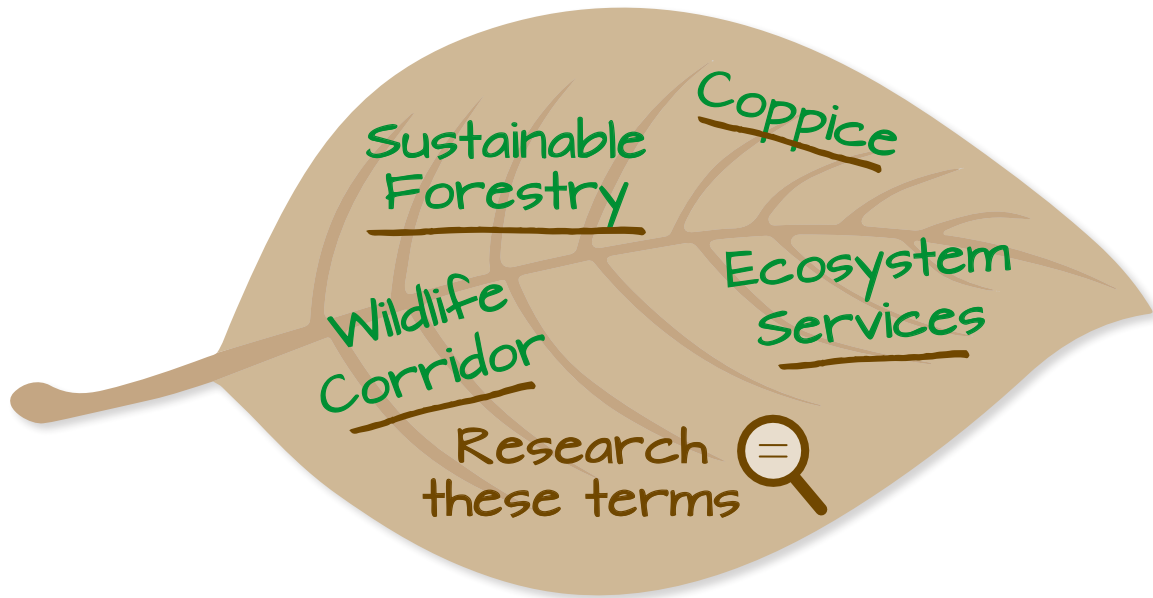 Sustainable
Forestry
Coppice
Wildlife
Corridor
Ecosystem
Services
Research
these terms